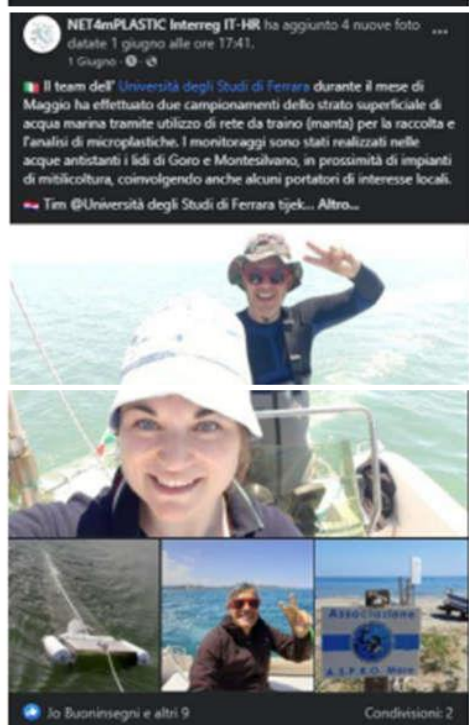 NET4mPLASTIC Interreg IT-HR ha aggiunto 4 nuove foto
datate 1 giugno alle ore 17:41.
1 Giugno
Il team dell' Università degli Studi di Ferrara durante il mese di
Maggio ha effettuato due campionamenti dello strato superficiale di
acqua marina tramite utilizzo di rete da traino (manta) per la raccolta e
l'analisi di microplastiche. I monitoraggi sono stati realizzati nelle
acque antistanti i lidi di Goro e Montesilvano, in prossimità di impianti
di mitilicoltura, coinvolgendo anche alcuni portatori di interesse locali.
Tim @Università degli Studi di Ferrara tijek... Altro...
Associazione
A.S.P.R.O. Mare
Jo Buoninsegni e altri 9
Condivisioni: 2